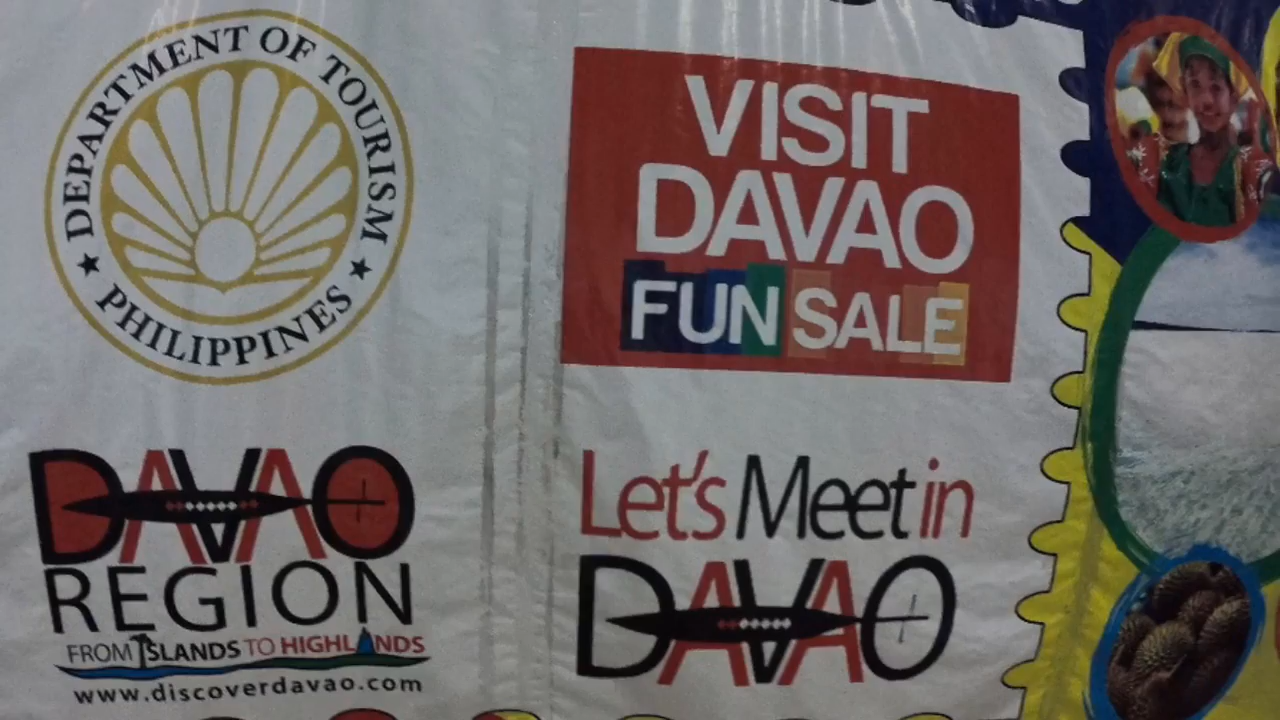 DEPARTMENT OF TOURISM
★ PHILIPPINES ★
VISIT
DAVAO
FUN SALE
DAVAO
REGION
FROM ISLANDS TO HIGHLANDS
www.discoverdavao.com
Let's Meet in
DAVAO